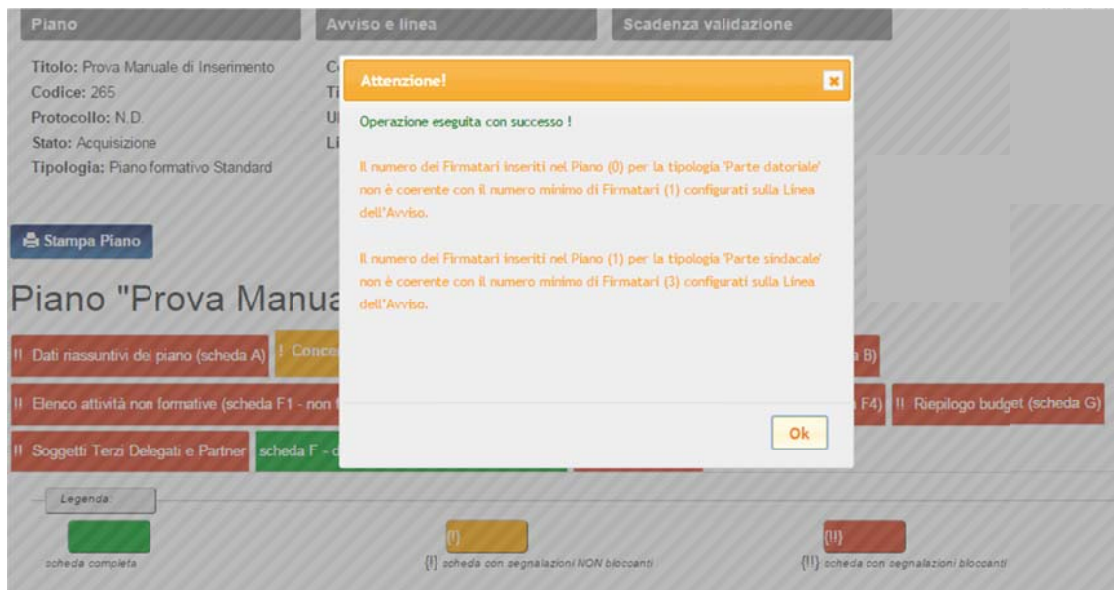 Piano
Avviso e linea
Scadenza validazione
Titolo: Prova Manuale di Inserimento
Codice: 265
Protocollo: N.D.
Stato: Acquisizione
Tipologia: Piano formativo Standard
Attenzione!
Operazione eseguita con successo !
Il numero dei Firmatari inseriti nel Piano (0) per la tipologia 'Parte datoriale'
non è coerente con il numero minimo di Firmatari (1) configurati sulla Linea
dell'Avviso.
Il numero dei Firmatari inseriti nel Piano (1) per la tipologia 'Parte sindacale'
non è coerente con il numero minimo di Firmatari (3) configurati sulla Linea
dell'Avviso.
Ok
Stampa Piano
Piano "Prova Manua
!! Dati riassuntivi del piano (scheda A)
! Conce
B)
!! Elenco attività non formative (scheda F1 - non f
F4)
!! Riepilogo budget (scheda G)
!! Soggetti Terzi Delegati e Partner
scheda F - d
Legenda:
{!}
{!!}
scheda completa
{!} scheda con segnalazioni NON bloccanti
{!!} scheda con segnalazioni bloccanti